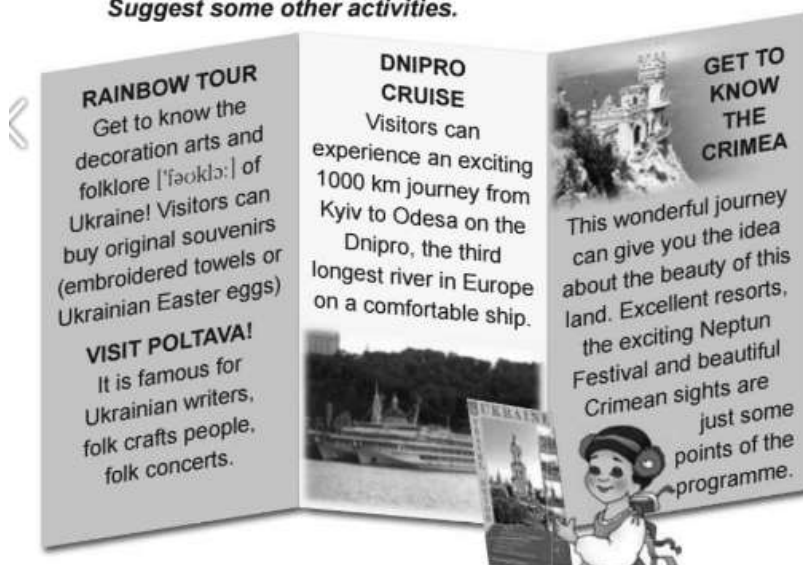 Suggest some other activities.
RAINBOW TOUR
Get to know the
decoration arts and
folklore ['fəʊklɔ:] of
Ukraine! Visitors can
buy original souvenirs
(embroidered towels or
Ukrainian Easter eggs)
VISIT POLTAVA!
It is famous for
Ukrainian writers,
folk crafts people,
folk concerts.
DNIPRO
CRUISE
Visitors can
experience an exciting
1000 km journey from
Kyiv to Odesa on the
Dnipro, the third
longest river in Europe
on a comfortable ship.
GET TO
KNOW
THE
CRIMEA
This wonderful journey
can give you the idea
about the beauty of this
land. Excellent resorts,
the exciting Neptun
Festival and beautiful
Crimean sights are
just some
points of the
programme.
UKRAINE